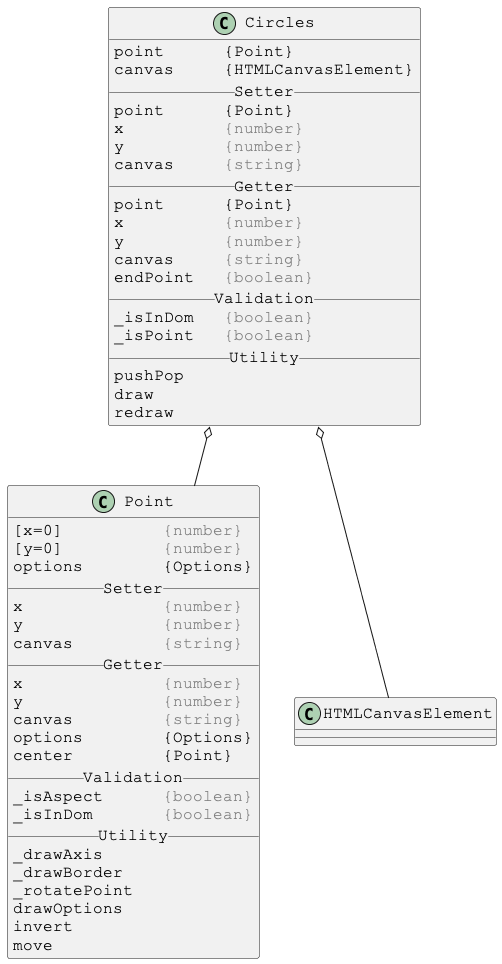 C Circles
point {Point}
canvas {HTMLCanvasElement}
Setter
point {Point}
x {number}
y {number}
canvas {string}
Getter
point {Point}
x {number}
y {number}
canvas {string}
endPoint {boolean}
Validation
_isInDom {boolean}
_isPoint {boolean}
Utility
pushPop
draw
redraw
C Point
[x=0] {number}
[y=0] {number}
options {Options}
Setter
x {number}
y {number}
canvas {string}
Getter
x {number}
y {number}
canvas {string}
options {Options}
center {Point}
Validation
_isAspect {boolean}
_isInDom {boolean}
Utility
_drawAxis
_drawBorder
_rotatePoint
drawOptions
invert
move
C HTMLCanvasElement